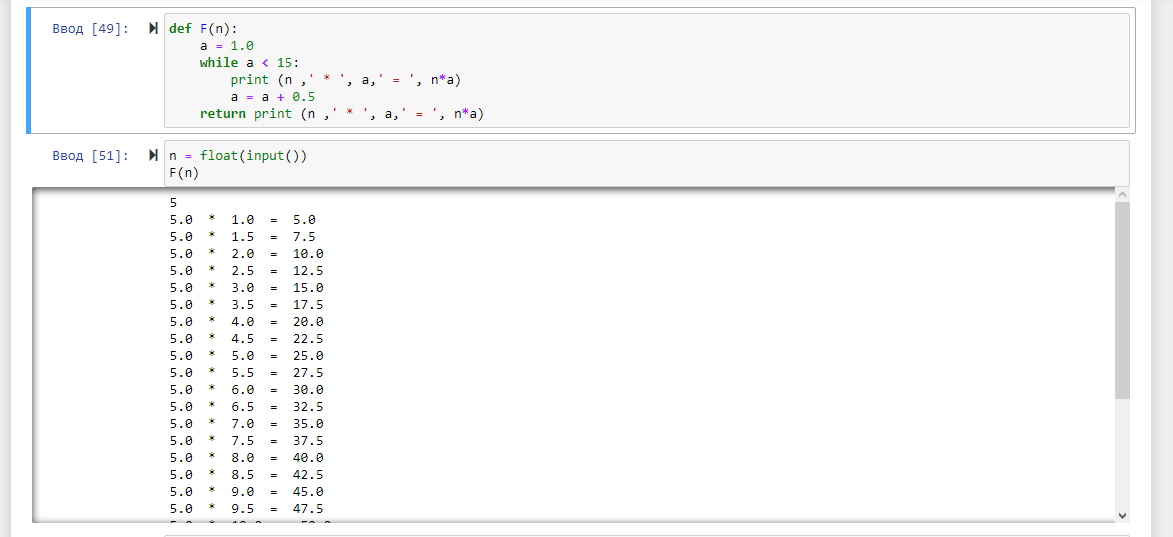 Ввод [49]:
def F(n):
    a = 1.0
    while a < 15:
        print (n ,' * ', a,' = ', n*a)
        a = a + 0.5
    return print (n ,' * ', a,' = ', n*a)
Ввод [51]:
n = float(input())
F(n)
5
5.0  *  1.0  =  5.0
5.0  *  1.5  =  7.5
5.0  *  2.0  =  10.0
5.0  *  2.5  =  12.5
5.0  *  3.0  =  15.0
5.0  *  3.5  =  17.5
5.0  *  4.0  =  20.0
5.0  *  4.5  =  22.5
5.0  *  5.0  =  25.0
5.0  *  5.5  =  27.5
5.0  *  6.0  =  30.0
5.0  *  6.5  =  32.5
5.0  *  7.0  =  35.0
5.0  *  7.5  =  37.5
5.0  *  8.0  =  40.0
5.0  *  8.5  =  42.5
5.0  *  9.0  =  45.0
5.0  *  9.5  =  47.5